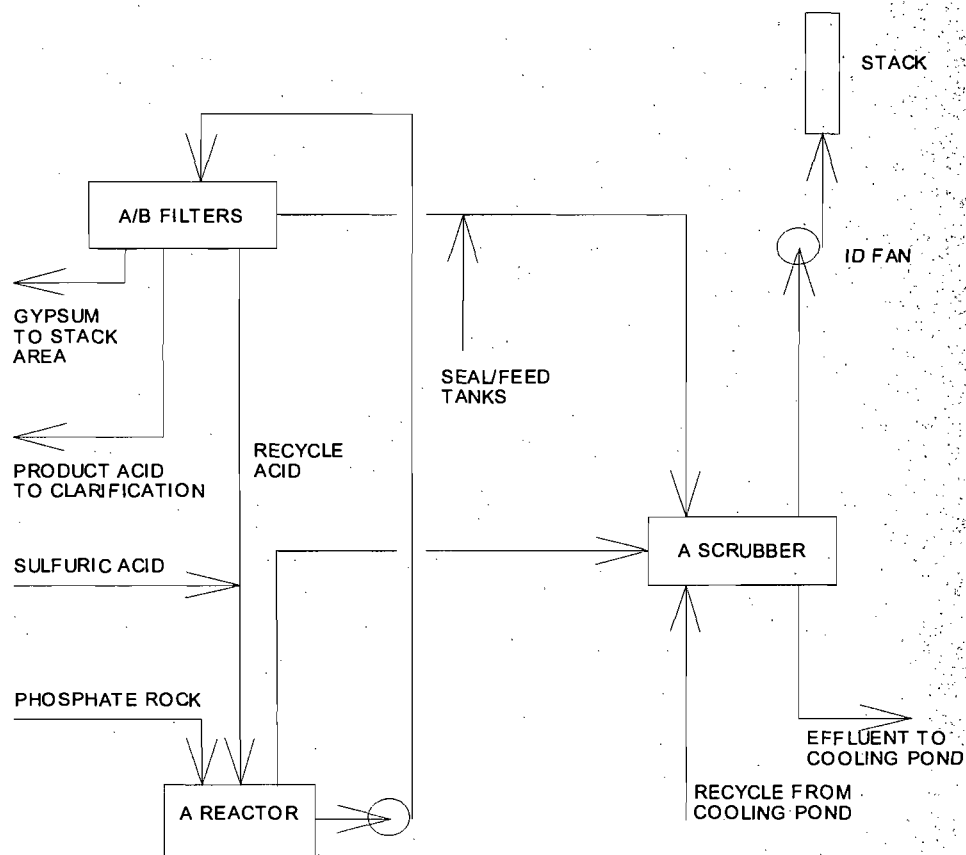 STACK
A/B FILTERS
ID FAN
GYPSUM
TO STACK
AREA
SEAL/FEED
TANKS
RECYCLE
ACID
PRODUCT ACID
TO CLARIFICATION
A SCRUBBER
SULFURIC ACID
PHOSPHATE ROCK
EFFLUENT TO
COOLING POND
RECYCLE FROM
COOLING POND
A REACTOR